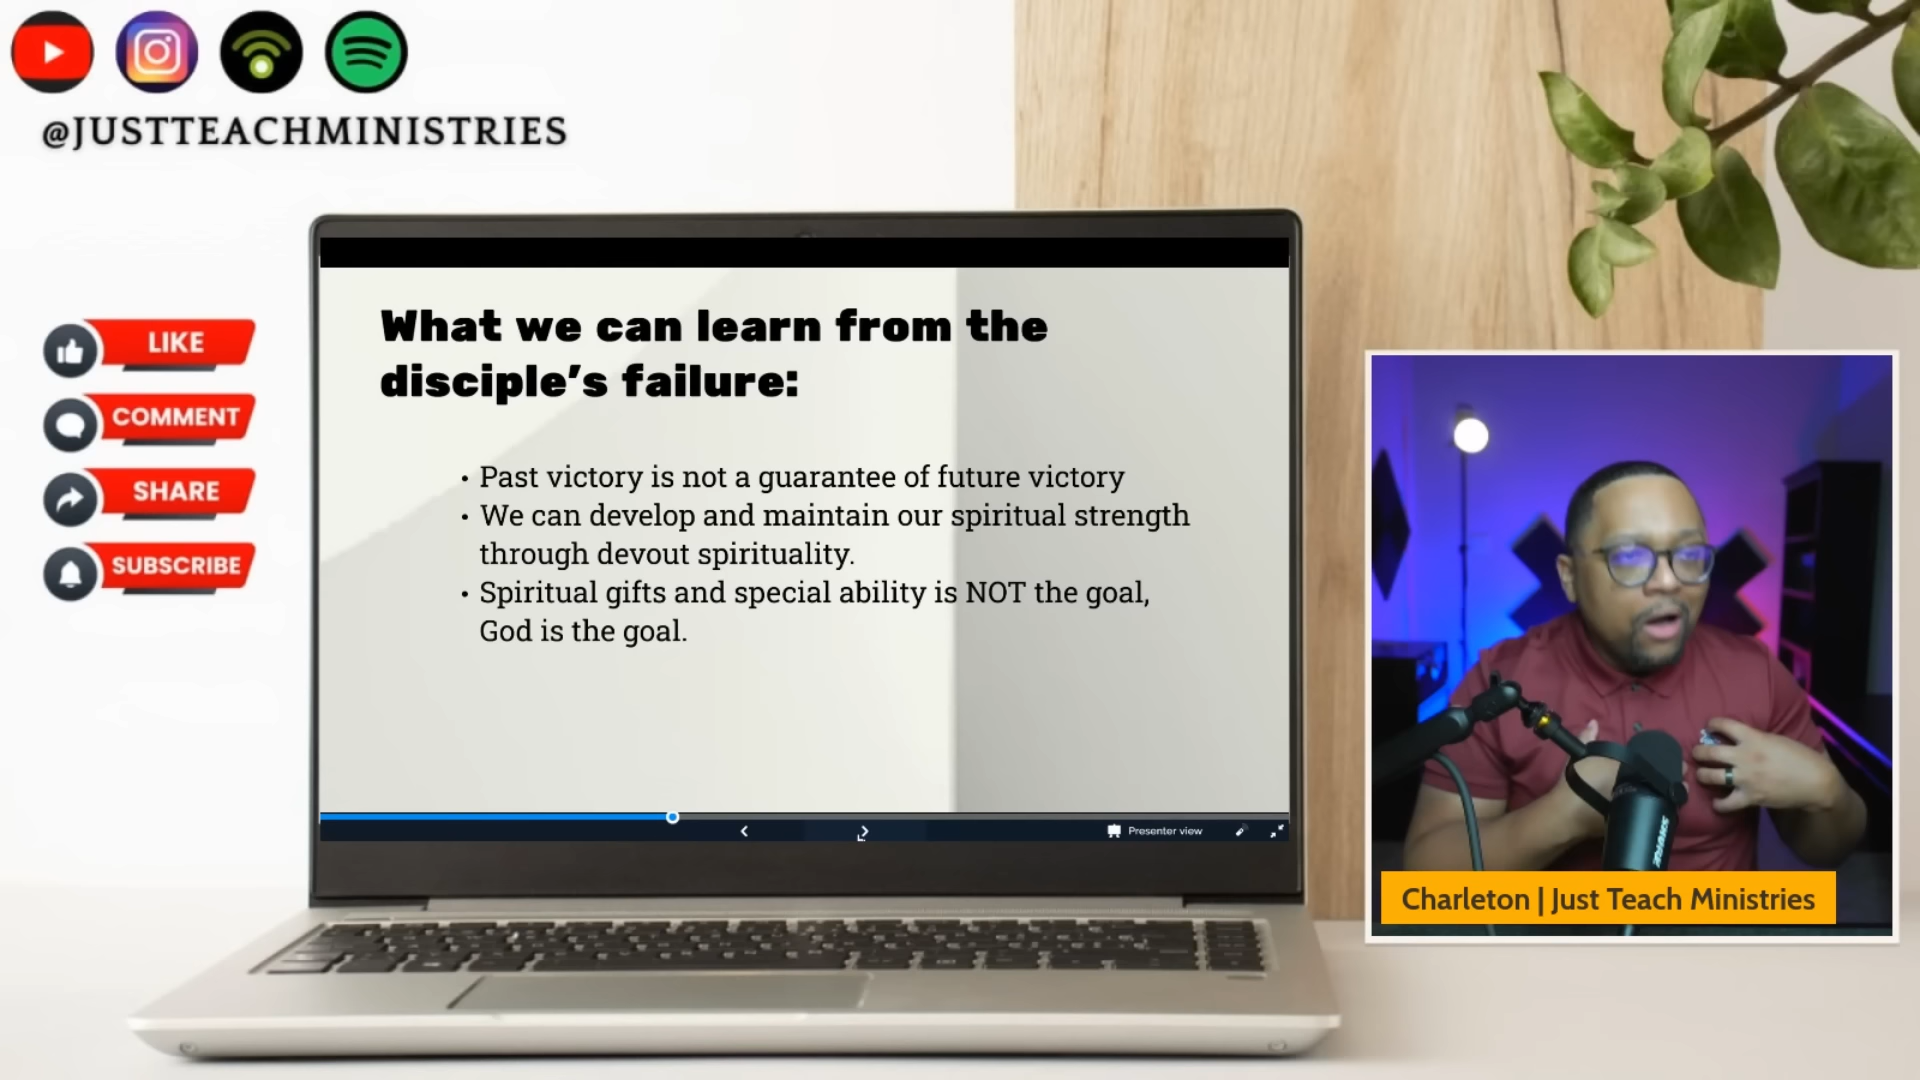 @JUSTTEACHMINISTRIES
What we can learn from the
disciple's failure:
LIKE
COMMENT
SHARE
SUBSCRIBE
• Past victory is not a guarantee of future victory
• We can develop and maintain our spiritual strength
through devout spirituality.
• Spiritual gifts and special ability is NOT the goal,
God is the goal.
Presenter view
SHURE
Charleton | Just Teach Ministries